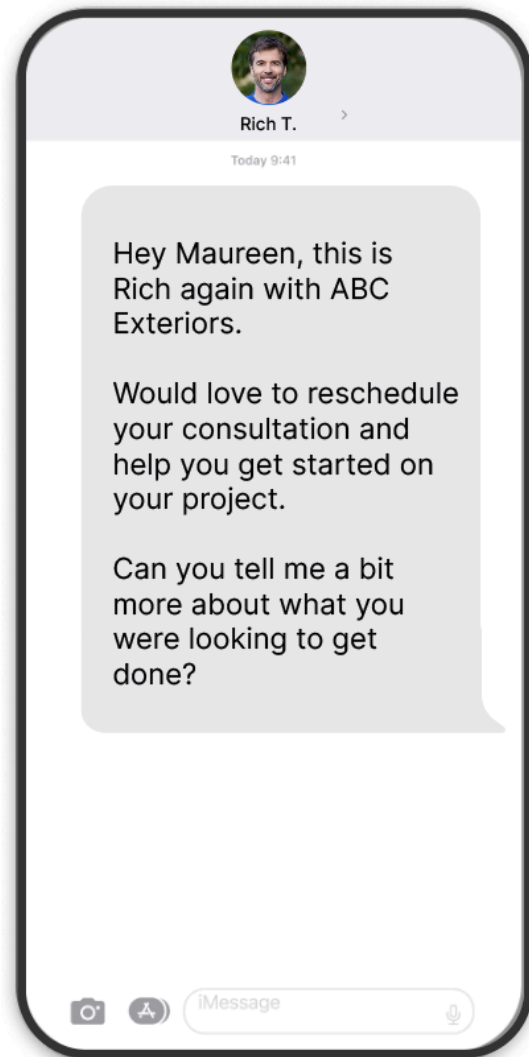 Rich T.
Today 9:41
Hey Maureen, this is
Rich again with ABC
Exteriors.
Would love to reschedule
your consultation and
help you get started on
your project.
Can you tell me a bit
more about what you
were looking to get
done?
iMessage